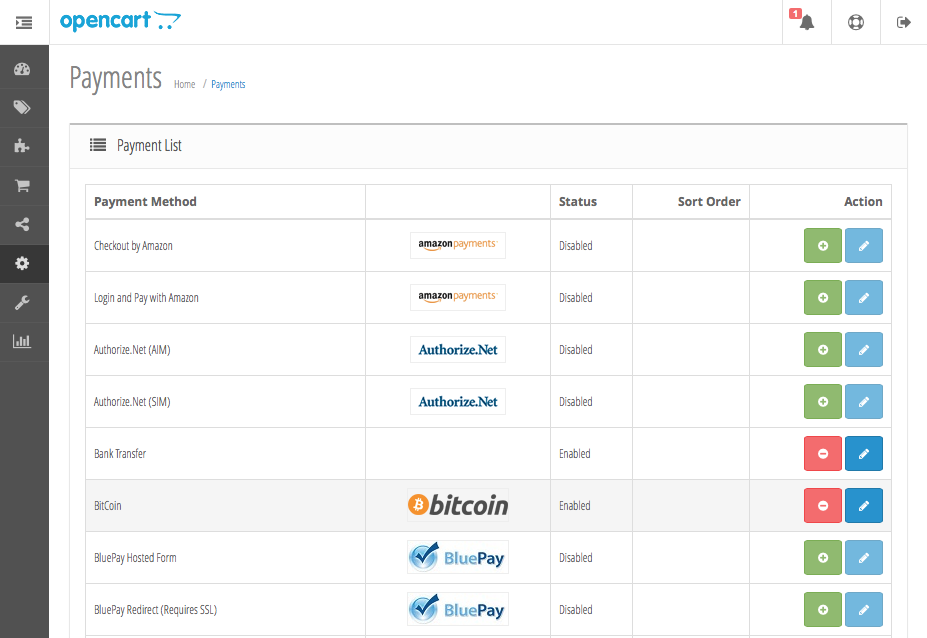 opencart
1
Payments Home / Payments
Payment List
Payment Method Status Sort Order Action
Checkout by Amazon amazon payments Disabled
Login and Pay with Amazon amazon payments Disabled
Authorize.Net (AIM) Authorize.Net Disabled
Authorize.Net (SIM) Authorize.Net Disabled
Bank Transfer Enabled
BitCoin bitcoin Enabled
BluePay Hosted Form BluePay Disabled
BluePay Redirect (Requires SSL) BluePay Disabled